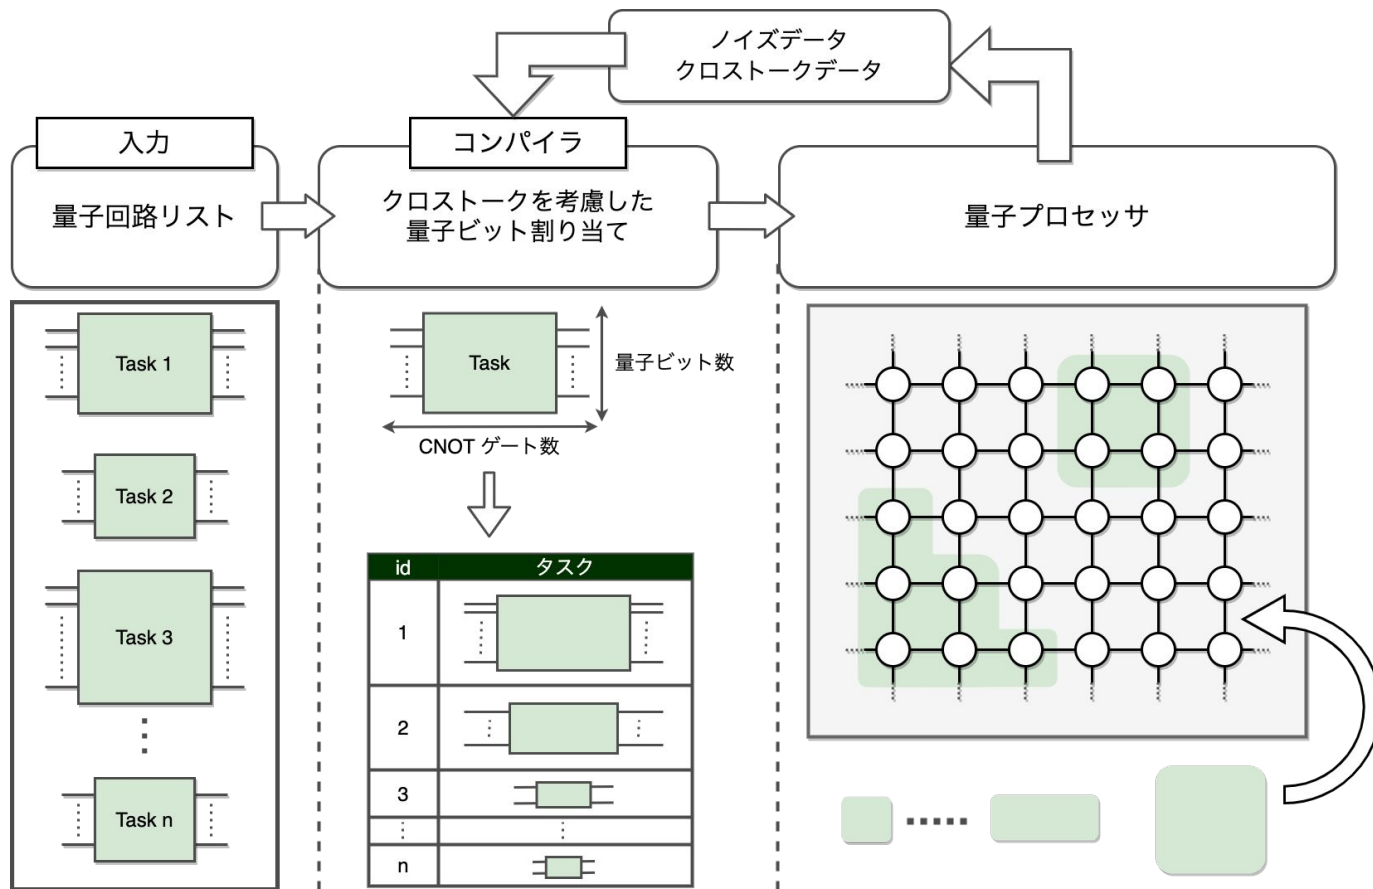 ノイズデータ
クロストークデータ
入力
量子回路リスト
コンパイラ
クロストークを考慮した
量子ビット割り当て
量子プロセッサ
Task 1
Task 2
Task 3
Task n
Task
量子ビット数
CNOT ゲート数
id タスク
1
2
3
n